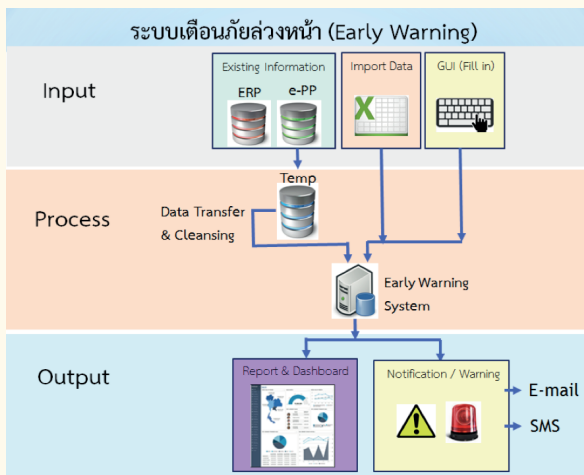 ระบบเตือนภัยล่วงหน้า (Early Warning)
Input
Existing Information
ERP
e-PP
Import Data
GUI (Fill in)
Process
Temp
Data Transfer
& Cleansing
Early Warning
System
Output
Report & Dashboard
Notification / Warning
E-mail
SMS